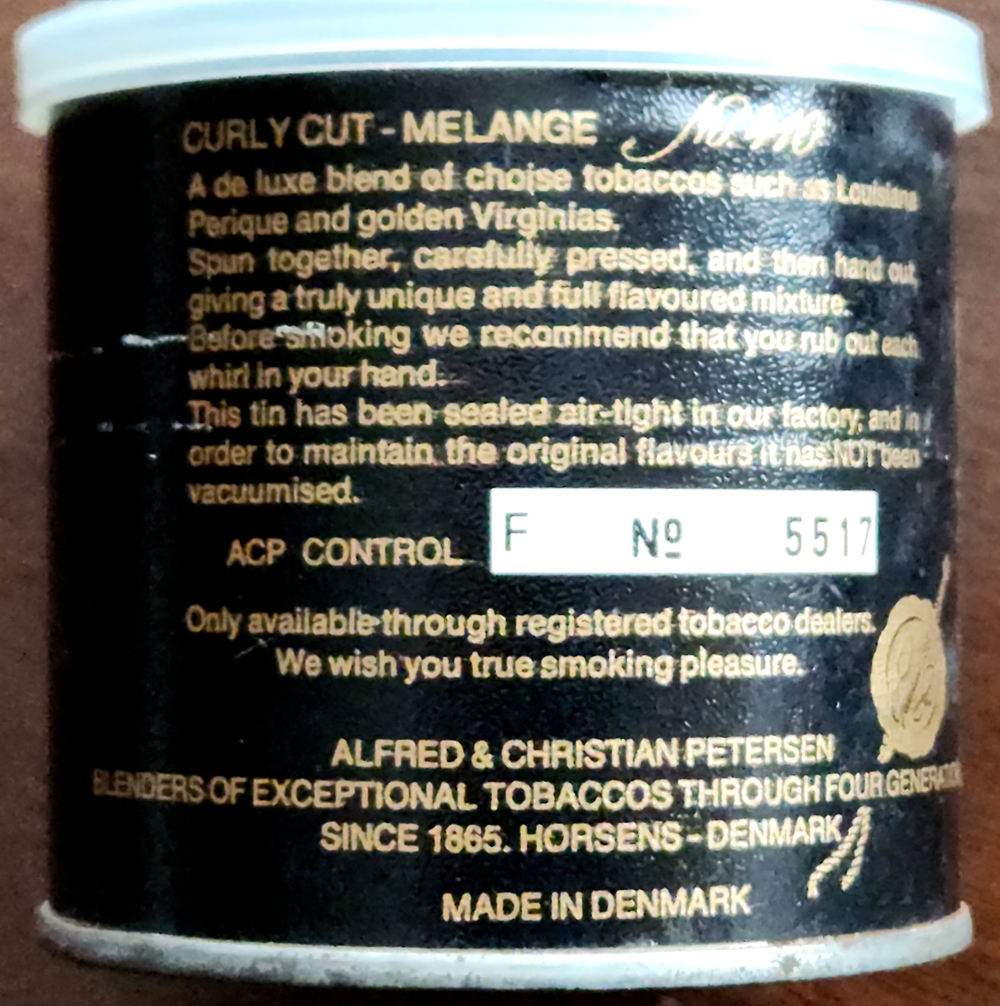 CURLY CUT - MELANGE
A de luxe blend of choise tobaccos such as Louisiana
Perique and golden Virginias.
Spun together, carefully pressed, and then hand cut,
giving a truly unique and full flavoured mixture.
Before smoking we recommend that you rub out each
whirl in your hand.
This tin has been sealed air-tight in our factory, and in
order to maintain the original flavours it has NOT been
vacuumised.
ACP CONTROL F Nº 5517
Only available through registered tobacco dealers.
We wish you true smoking pleasure.
ALFRED & CHRISTIAN PETERSEN
BLENDERS OF EXCEPTIONAL TOBACCOS THROUGH FOUR
SINCE 1865. HORSENS - DENMARK
MADE IN DENMARK